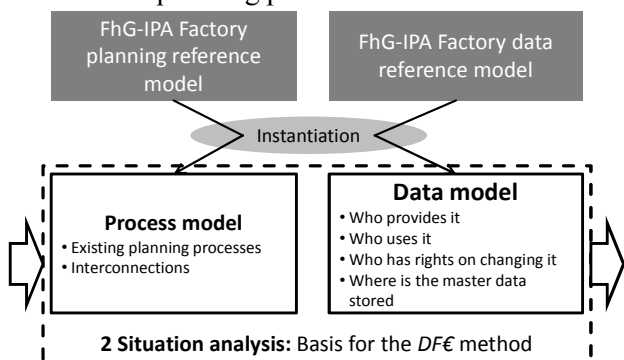 FhG-IPA Factory
planning reference
model
FhG-IPA Factory data
reference model
Instantiation
Process model
• Existing planning processes
• Interconnections
Data model
• Who provides it
• Who uses it
• Who has rights on changing it
• Where is the master data
stored
2 Situation analysis: Basis for the DF€ method